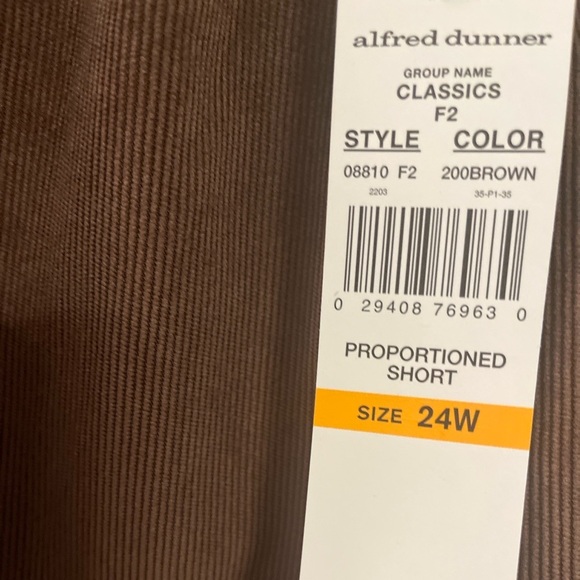 alfred dunner
GROUP NAME
CLASSICS
F2
STYLE COLOR
08810 F2 200BROWN
2203 35-P1-35
0 29408 76963 0
PROPORTIONED
SHORT
SIZE 24W